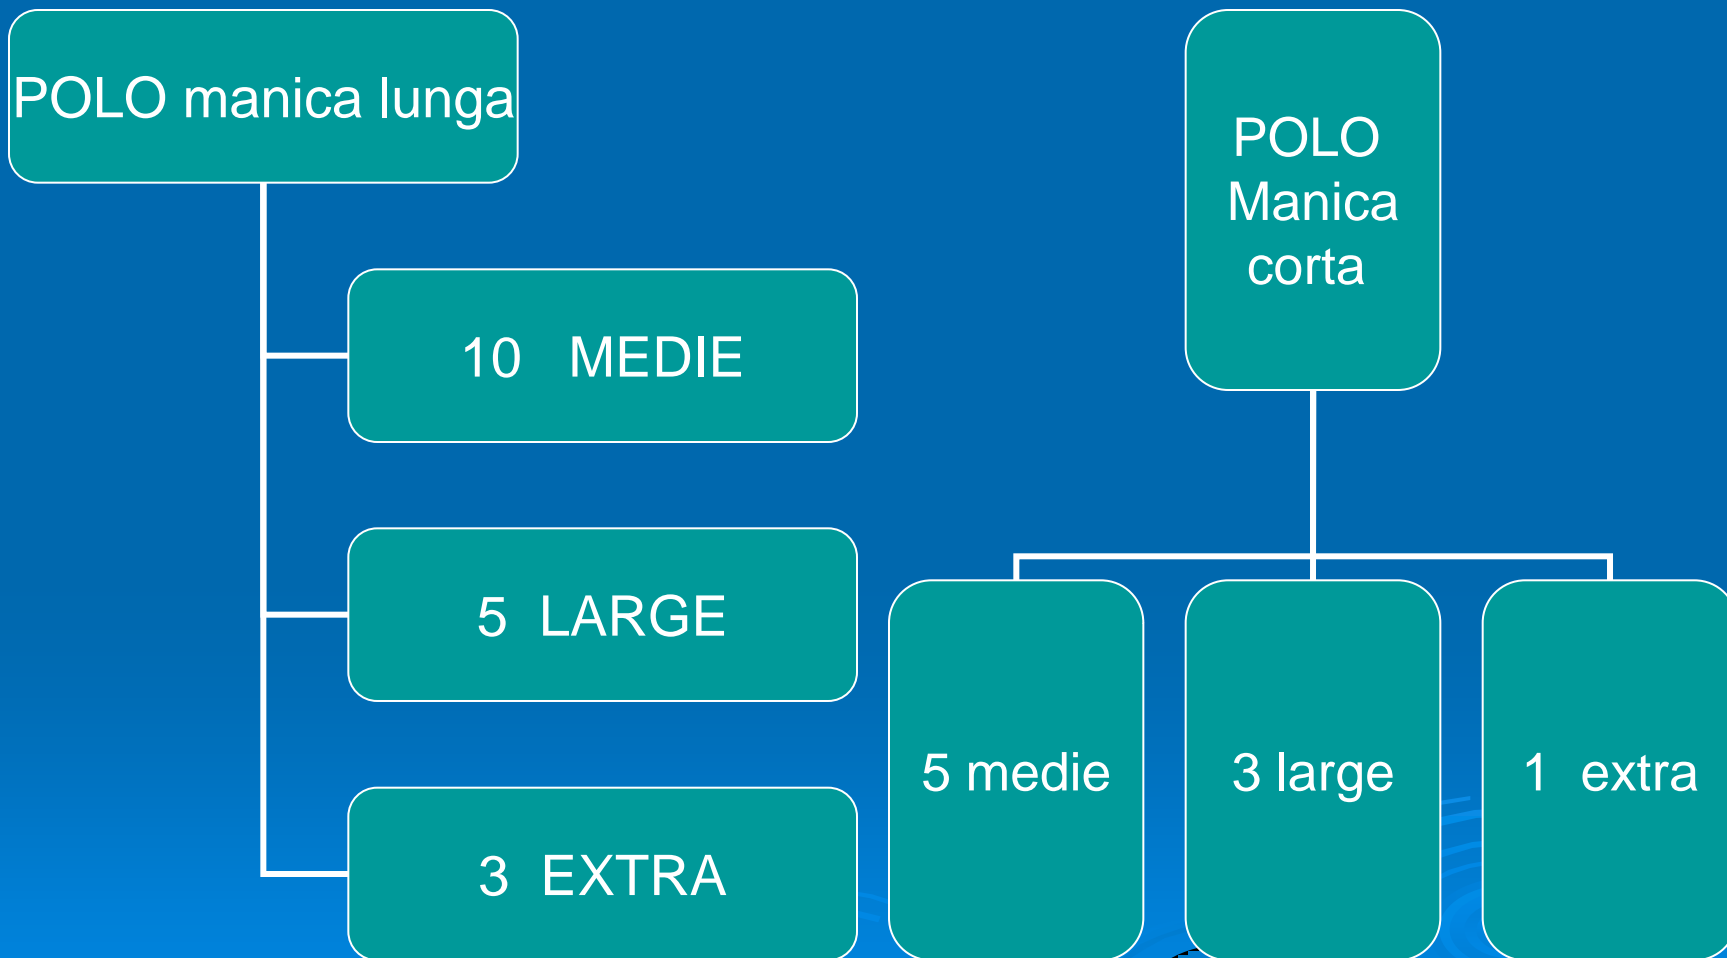 POLO manica lunga
10 MEDIE
5 LARGE
3 EXTRA
POLO
Manica
corta
5 medie
3 large
1 extra